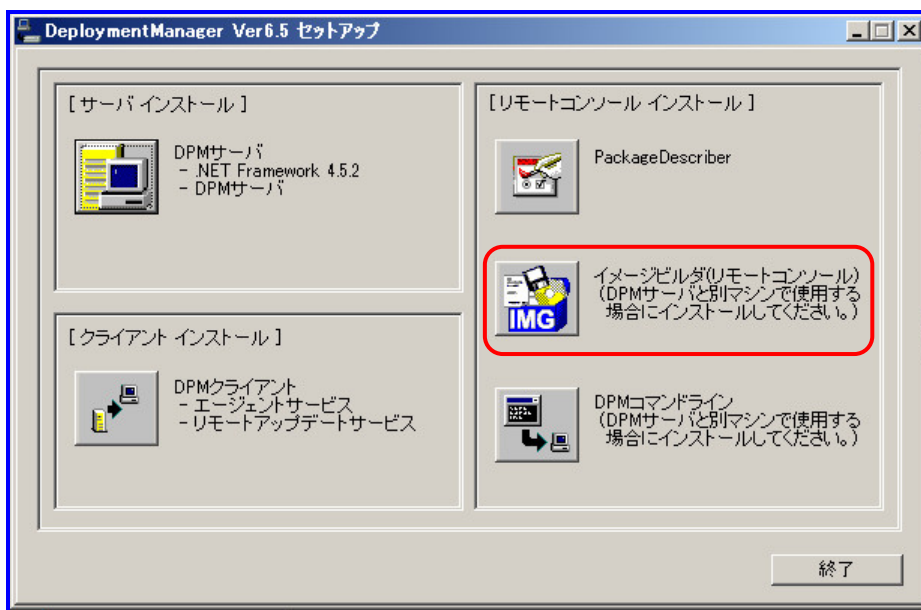 DeploymentManager Ver6.5 セットアップ
[サーバ インストール]
DPMサーバ
- .NET Framework 4.5.2
- DPMサーバ
[クライアント インストール]
DPMクライアント
- エージェントサービス
- リモートアップデートサービス
[リモートコンソール インストール]
PackageDescriber
IMG
イメージビルダ(リモートコンソール)
(DPMサーバと別マシンで使用する
場合にインストールしてください。)
DPMコマンドライン
(DPMサーバと別マシンで使用する
場合にインストールしてください。)
終了